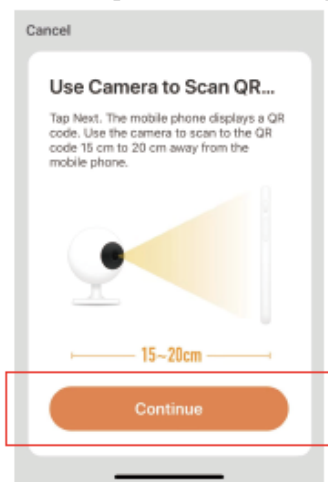 Cancel
Use Camera to Scan QR...
Tap Next. The mobile phone displays a QR
code. Use the camera to scan to the QR
code 15 cm to 20 cm away from the
mobile phone.
15~20cm
Continue